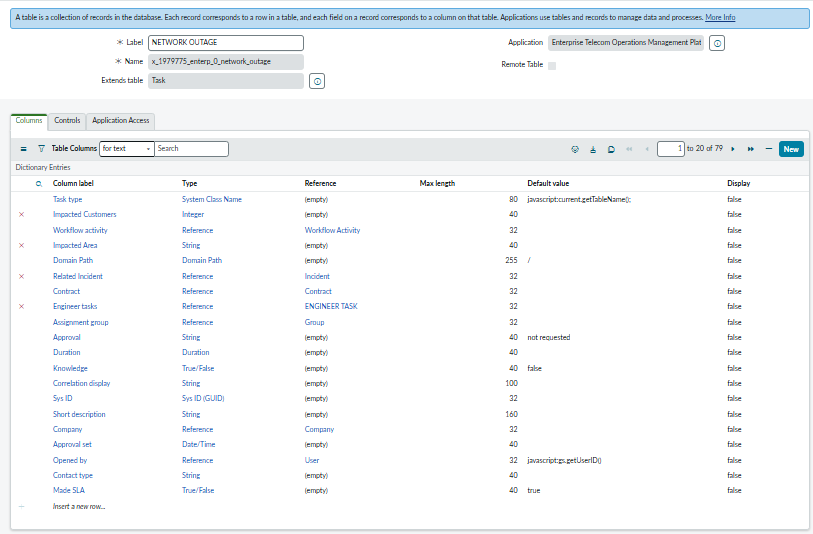 A table is a collection of records in the database. Each record corresponds to a row in a table, and each field on a record corresponds to a column on that table. Applications use tables and records to manage data and processes. More Info
* Label NETWORK OUTAGE Application Enterprise Telecom Operations Management Plat
* Name x_1979775_enterp_0_network_outage Remote Table
Extends table Task
Columns Controls Application Access
Table Columns for text Search 1 to 20 of 79 New
Dictionary Entries
Column label Type Reference Max length Default value Display
Task type System Class Name (empty) 80 javascript:current.getTableName(); false
Impacted Customers Integer (empty) 40 false
Workflow activity Reference Workflow Activity 32 false
Impacted Area String (empty) 40 false
Domain Path Domain Path (empty) 255 / false
Related Incident Reference Incident 32 false
Contract Reference Contract 32 false
Engineer tasks Reference ENGINEER TASK 32 false
Assignment group Reference Group 32 false
Approval String (empty) 40 not requested false
Duration Duration (empty) 40 false
Knowledge True/False (empty) 40 false false
Correlation display String (empty) 100 false
Sys ID Sys ID (GUID) (empty) 32 false
Short description String (empty) 160 false
Company Reference Company 32 false
Approval set Date/Time (empty) 40 false
Opened by Reference User 32 javascript:gs.getUserID() false
Contact type String (empty) 40 false
Made SLA True/False (empty) 40 true false
Insert a new row...